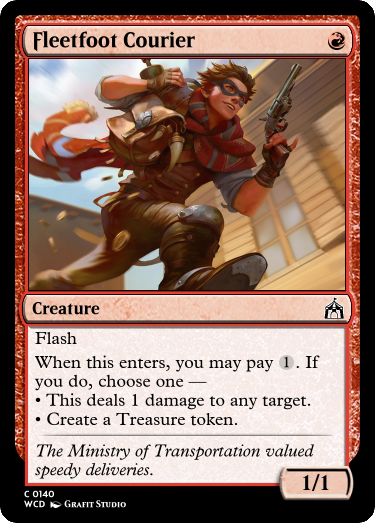 Fleetfoot Courier
Creature
Flash
When this enters, you may pay 1. If
you do, choose one —
• This deals 1 damage to any target.
• Create a Treasure token.
The Ministry of Transportation valued
speedy deliveries.
1/1
C 0140
WCD Grafit Studio